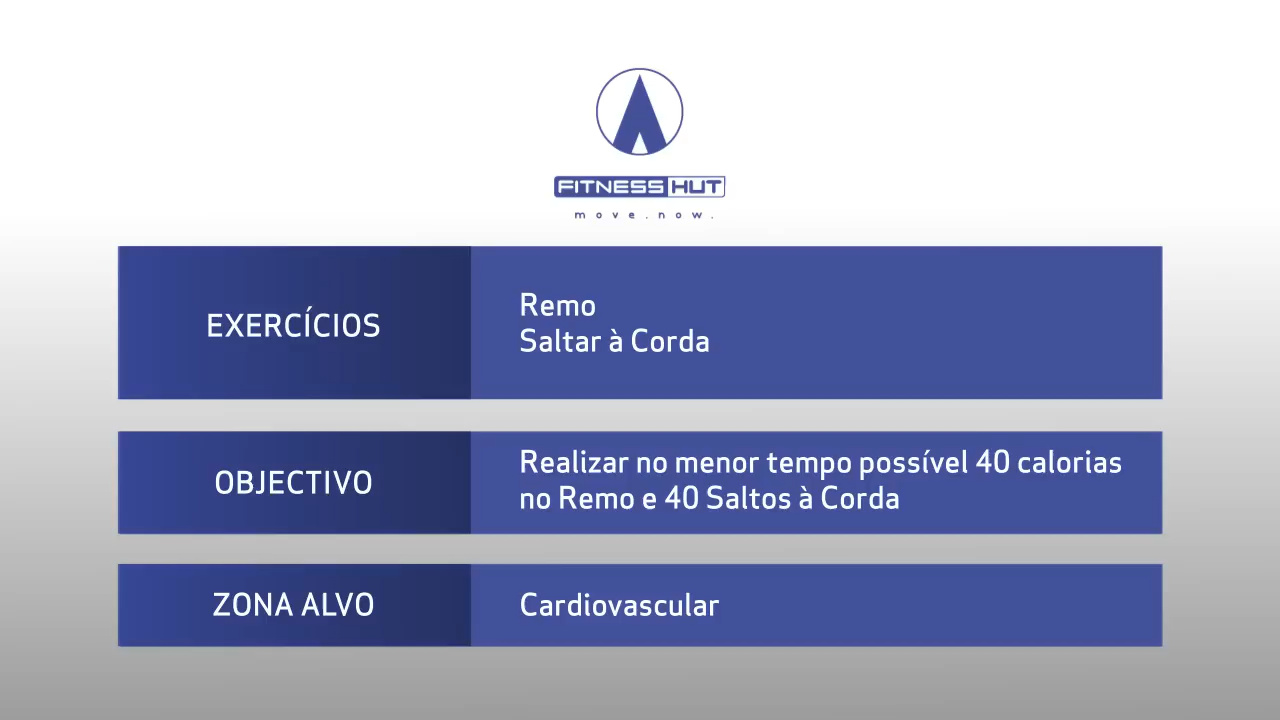 FITNESS HUT
move.now.
EXERCÍCIOS
Remo
Saltar à Corda
OBJECTIVO
Realizar no menor tempo possível 40 calorias
no Remo e 40 Saltos à Corda
ZONA ALVO
Cardiovascular